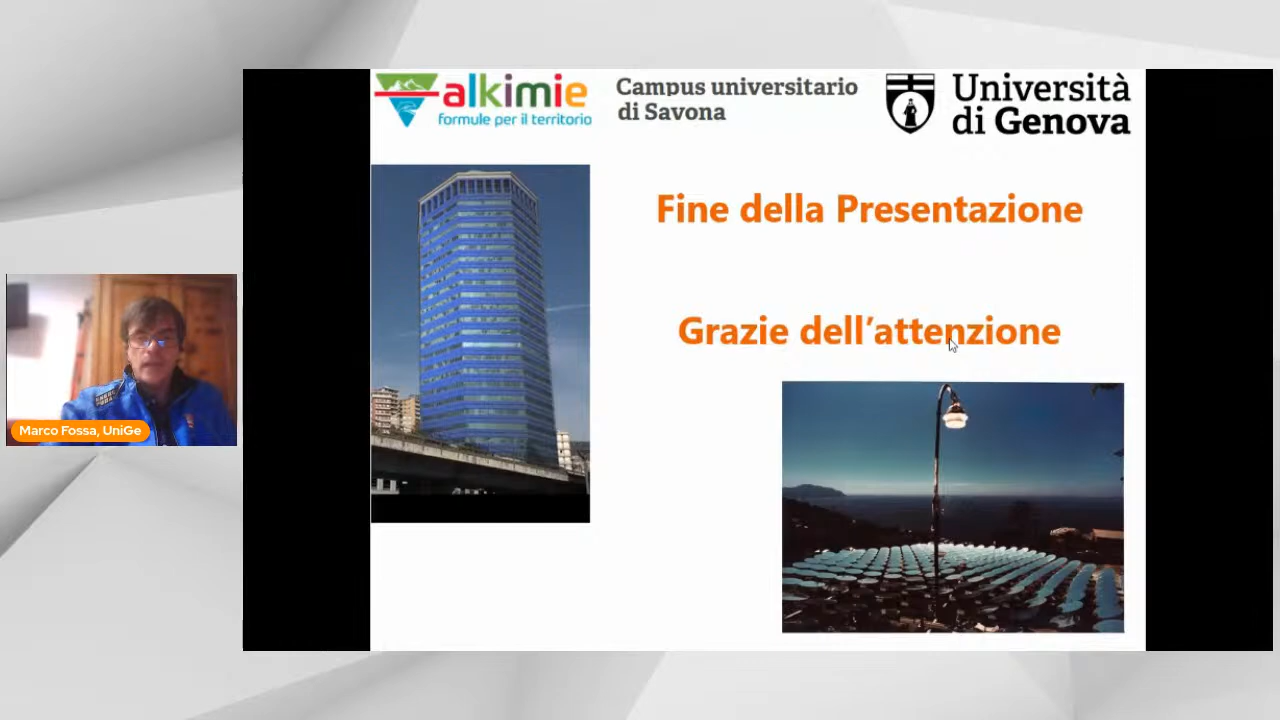 alkimie
formule per il territorio
Campus universitario
di Savona
Università
di Genova
Fine della Presentazione
Grazie dell'attenzione
Marco Fossa, UniGe